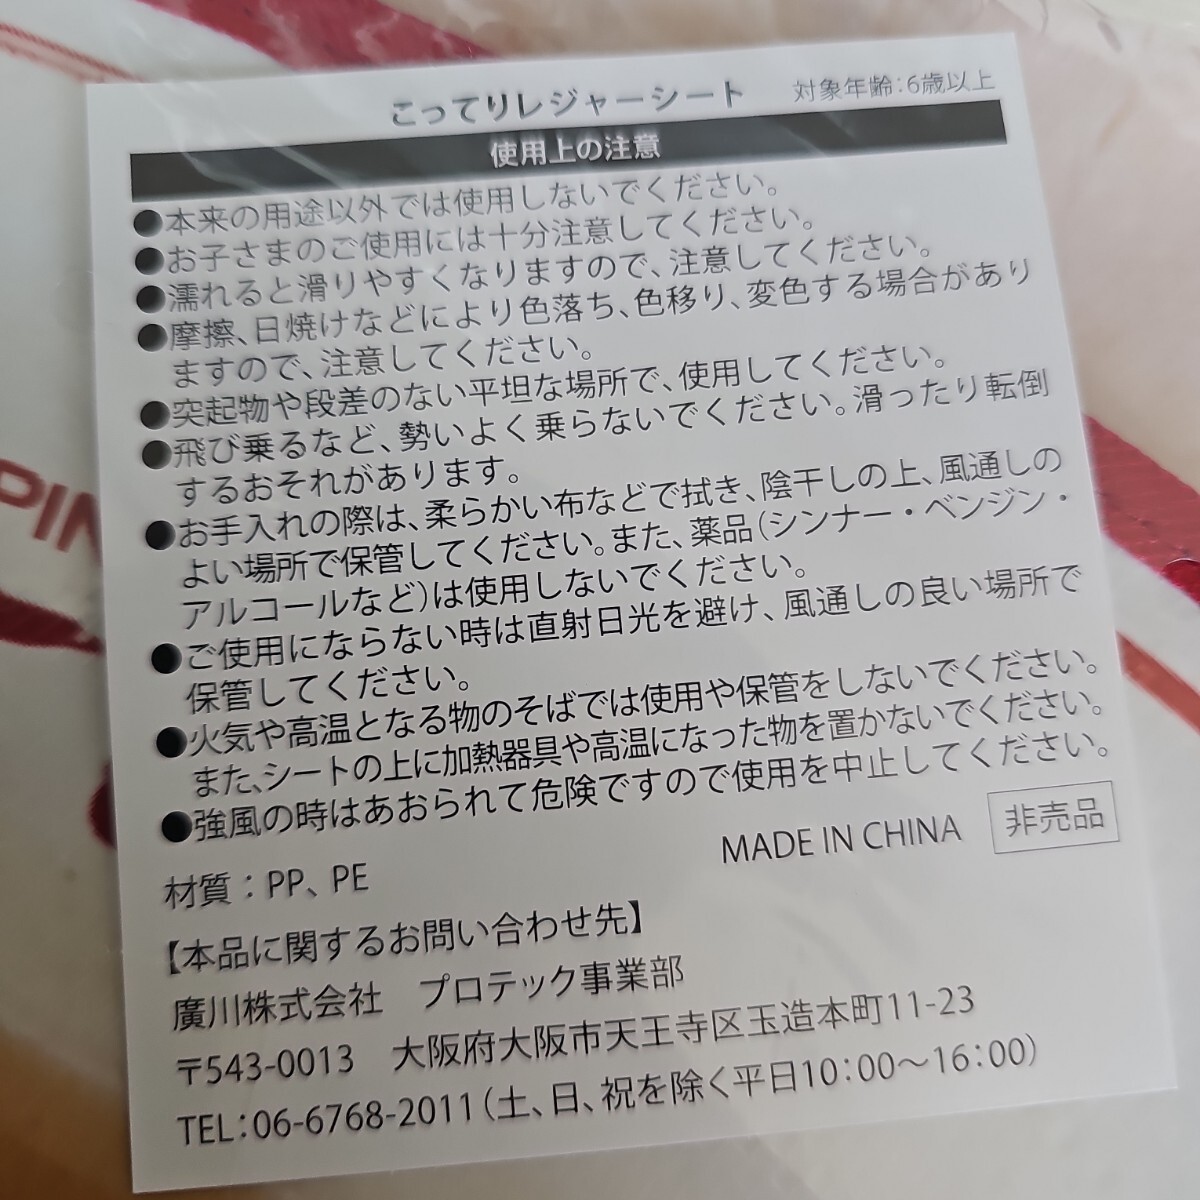 こってりレジャーシート 対象年齢:6歳以上
使用上の注意
●本来の用途以外では使用しないでください。
●お子さまのご使用には十分注意してください。
●濡れると滑りやすくなりますので、注意してください。
●摩擦、日焼けなどにより色落ち、色移り、変色する場合があり
ますので、注意してください。
●突起物や段差のない平坦な場所で、使用してください。
●飛び乗るなど、勢いよく乗らないでください。滑ったり転倒
するおそれがあります。
●お手入れの際は、柔らかい布などで拭き、陰干しの上、風通しの
よい場所で保管してください。また、薬品(シンナー・ベンジン・
アルコールなど)は使用しないでください。
●ご使用にならない時は直射日光を避け、風通しの良い場所で
保管してください。
●火気や高温となる物のそばでは使用や保管をしないでください。
また、シートの上に加熱器具や高温になった物を置かないでください。
●強風の時はあおられて危険ですので使用を中止してください。
MADE IN CHINA 非売品
材質:PP、PE
【本品に関するお問い合わせ先】
廣川株式会社 プロテック事業部
〒543-0013 大阪府大阪市天王寺区玉造本町11-23
TEL:06-6768-2011(土、日、祝を除く平日10:00〜16:00)
PIN